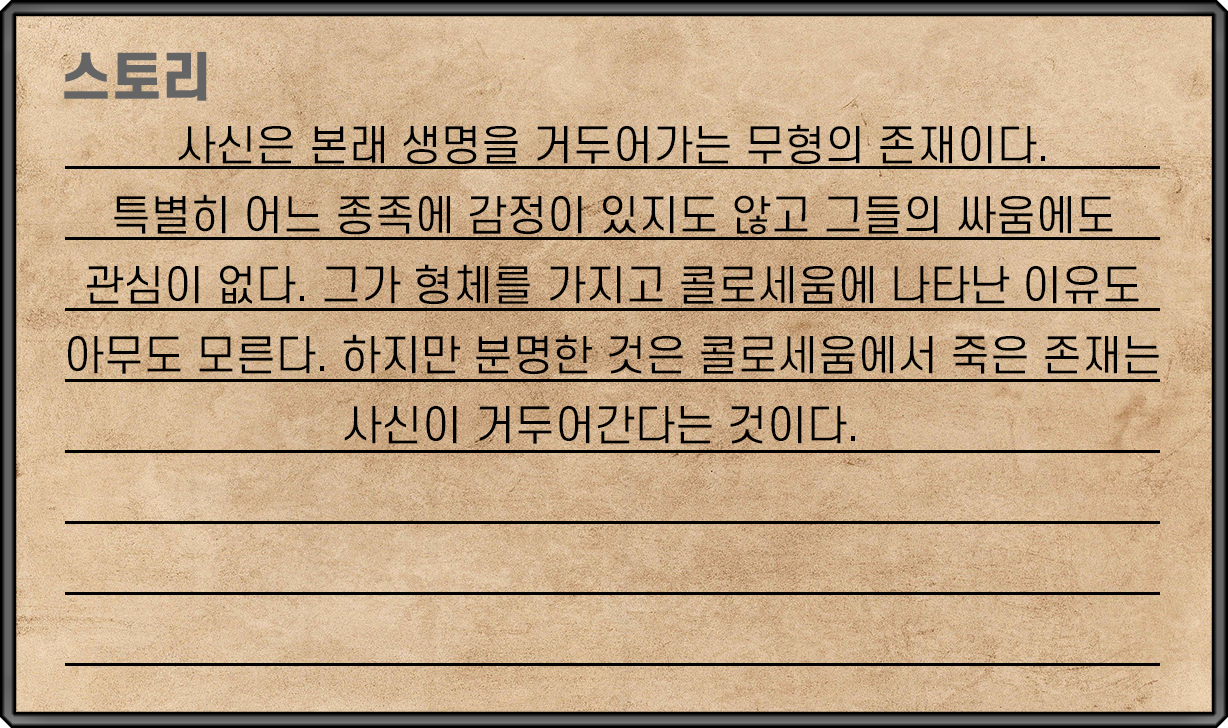 스토리
사신은 본래 생명을 거두어가는 무형의 존재이다.
특별히 어느 종족에 감정이 있지도 않고 그들의 싸움에도
관심이 없다. 그가 형체를 가지고 콜로세움에 나타난 이유도
아무도 모른다. 하지만 분명한 것은 콜로세움에서 죽은 존재는
사신이 거두어간다는 것이다.